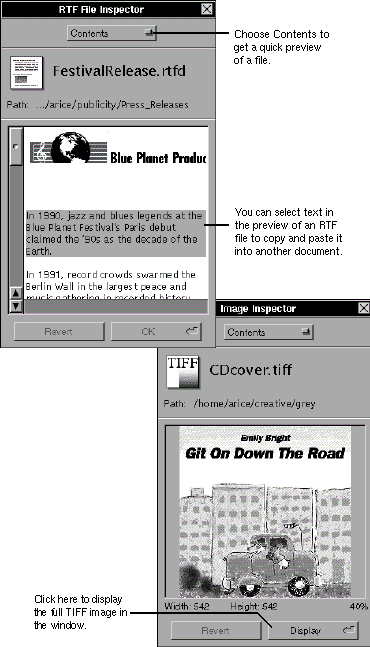 RTF File Inspector
Contents
Choose Contents to
get a quick preview
of a file.
FestivalRelease.rtfd
Path: .../arice/publicity/Press_Releases
Blue Planet Produc
In 1990, jazz and blues legends at the
Blue Planet Festival's Paris debut
claimed the '90s as the decade of the
Earth.
In 1991, record crowds swarmed the
Berlin Wall in the largest peace and
music gathering in recorded history
You can select text in
the preview of an RTF
file to copy and paste it
into another document.
Revert
OK
Image Inspector
Contents
TIFF
CDcover.tiff
Path: /home/arice/creative/grey
Emily Bright
Git On Down The Road
Width: 542 Height: 542 40%
Click here to display
the full TIFF image in
the window.
Revert
Display